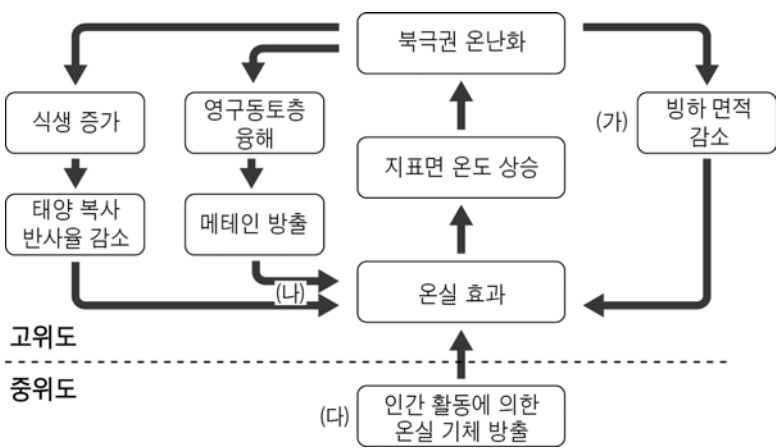 북극권 온난화
식생 증가
영구동토층
융해
(가)
빙하 면적
감소
지표면 온도 상승
태양 복사
반사율 감소
메테인 방출
(나)
온실 효과
고위도
중위도
(다)
인간 활동에 의한
온실 기체 방출